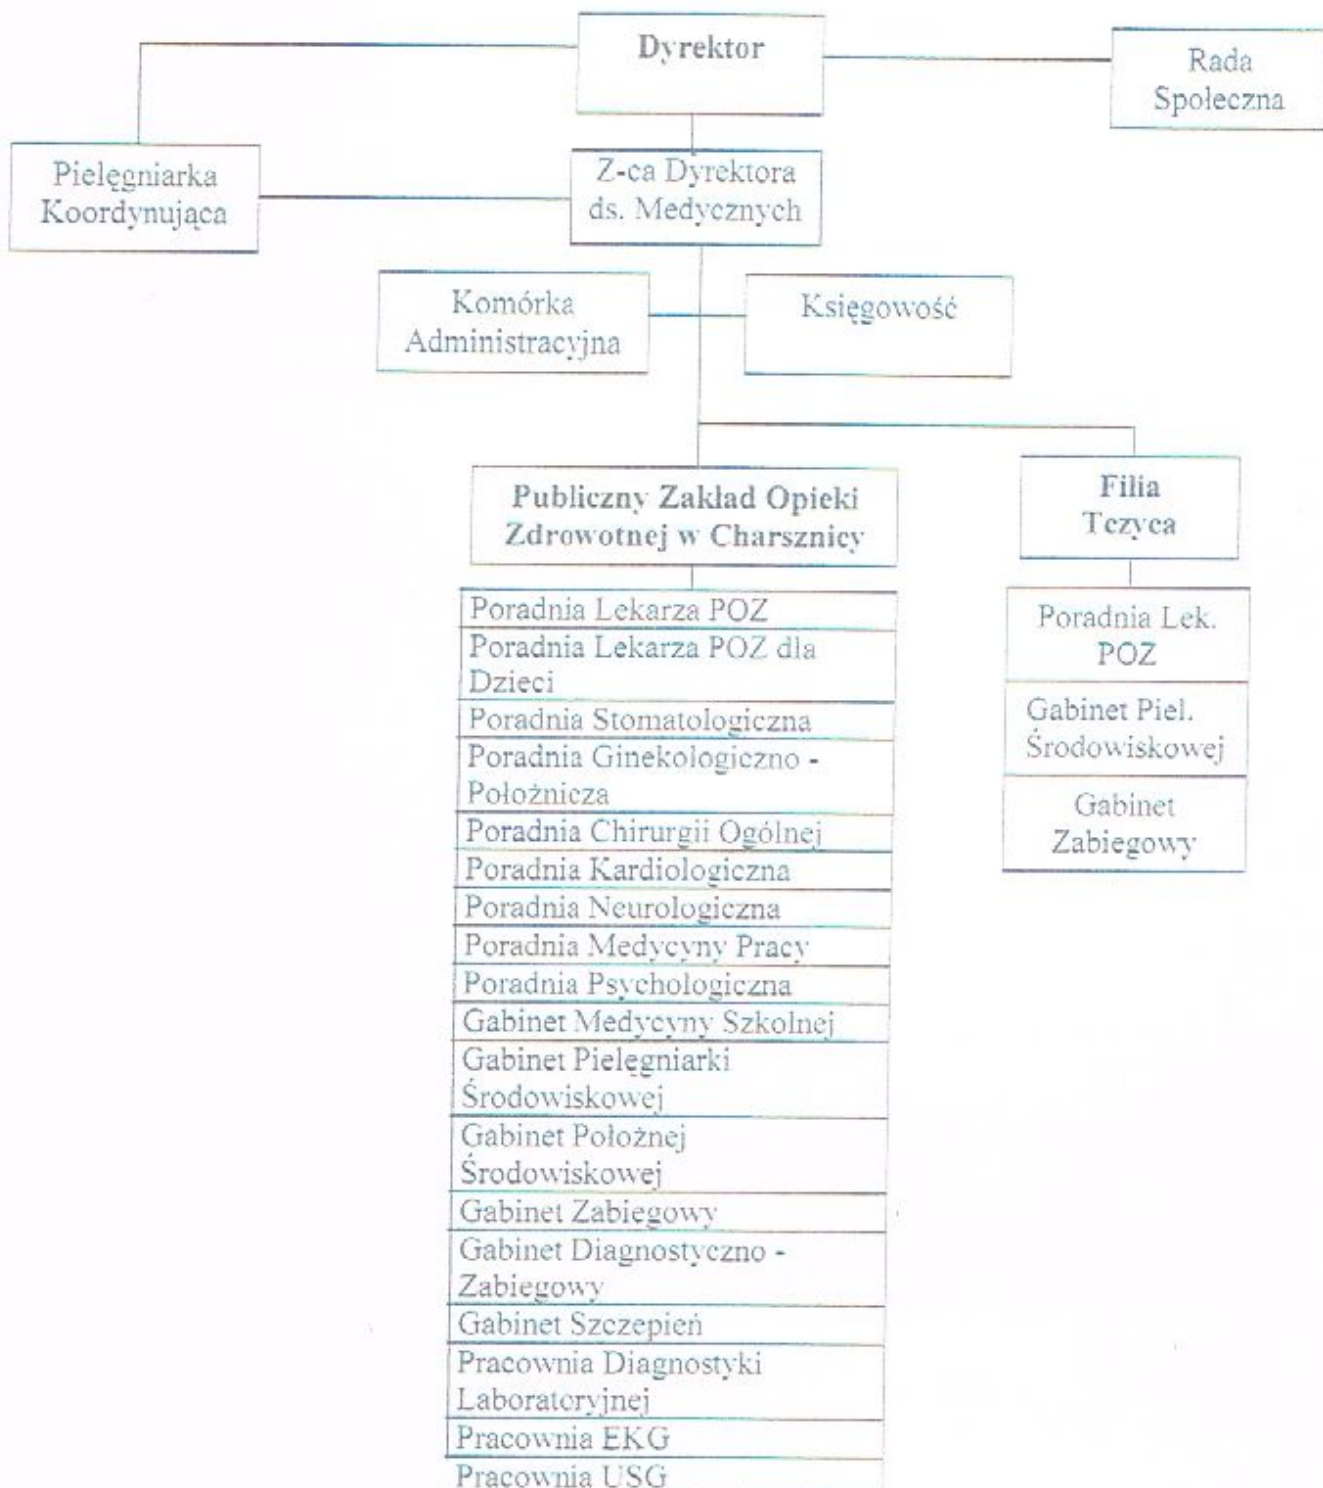 Dyrektor
Rada
Społeczna
Pielęgniarka
Koordynująca
Z-ca Dyrektora
ds. Medycznych
Komórka
Administracyjna
Księgowość
Publiczny Zakład Opieki
Zdrowotnej w Charsznicy
Filia
Tczyca
Poradnia Lekarza POZ
Poradnia Lekarza POZ dla
Dzieci
Poradnia Stomatologiczna
Poradnia Ginekologiczno -
Położnicza
Poradnia Chirurgii Ogólnej
Poradnia Kardiologiczna
Poradnia Neurologiczna
Poradnia Medycyny Pracy
Poradnia Psychologiczna
Gabinet Medycyny Szkolnej
Gabinet Pielęgniarki
Środowiskowej
Gabinet Położnej
Środowiskowej
Gabinet Zabiegowy
Gabinet Diagnostyczno -
Zabiegowy
Gabinet Szczepień
Pracownia Diagnostyki
Laboratoryjnej
Pracownia EKG
Pracownia USG
Poradnia Lek.
POZ
Gabinet Piel.
Środowiskowej
Gabinet
Zabiegowy